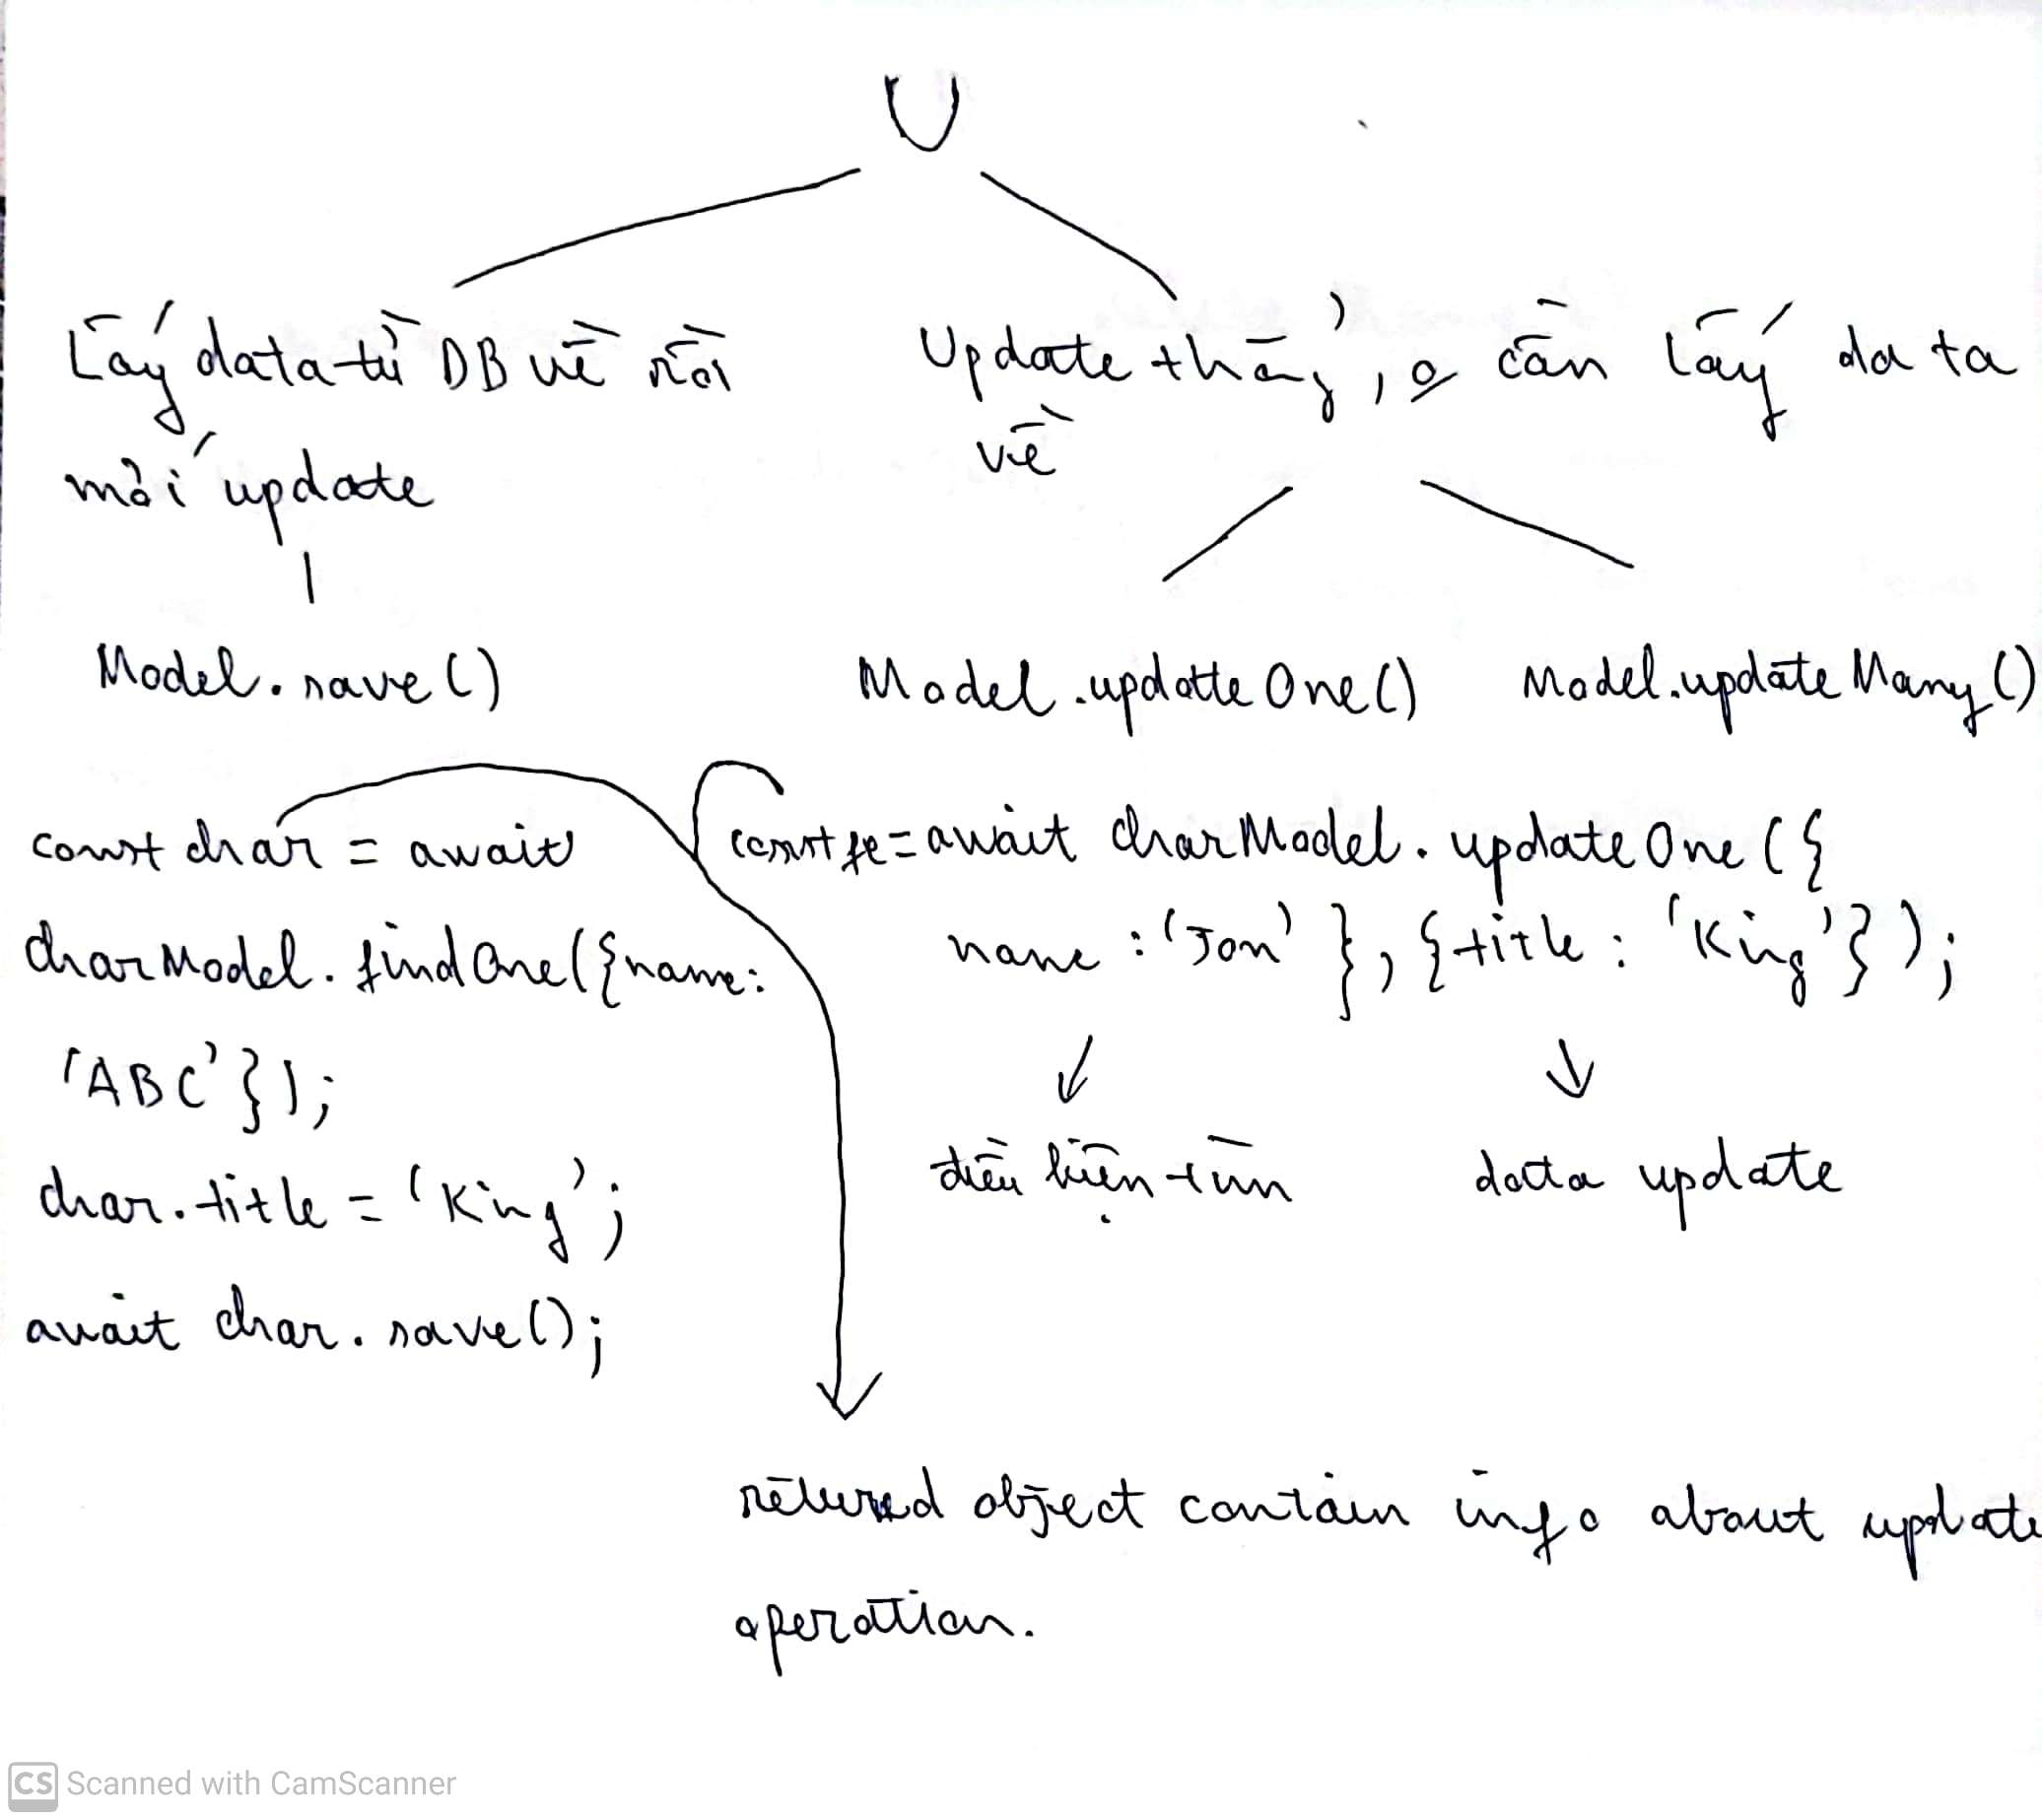 U
Lấy data từ DB về rồi
mới update
Model.save()
const char = await
charModel.findOne({name:
'ABC'});
char.title = 'King';
await char.save();
Update thẳng, o cần lấy data
về
Model.updateOne() Model.updateMany()
const = await charModel.updateOne({
name: 'Jon' }, {title: 'King'});
điều kiện tìm data update
returned object contain info about update
operation.
CS Scanned with CamScanner